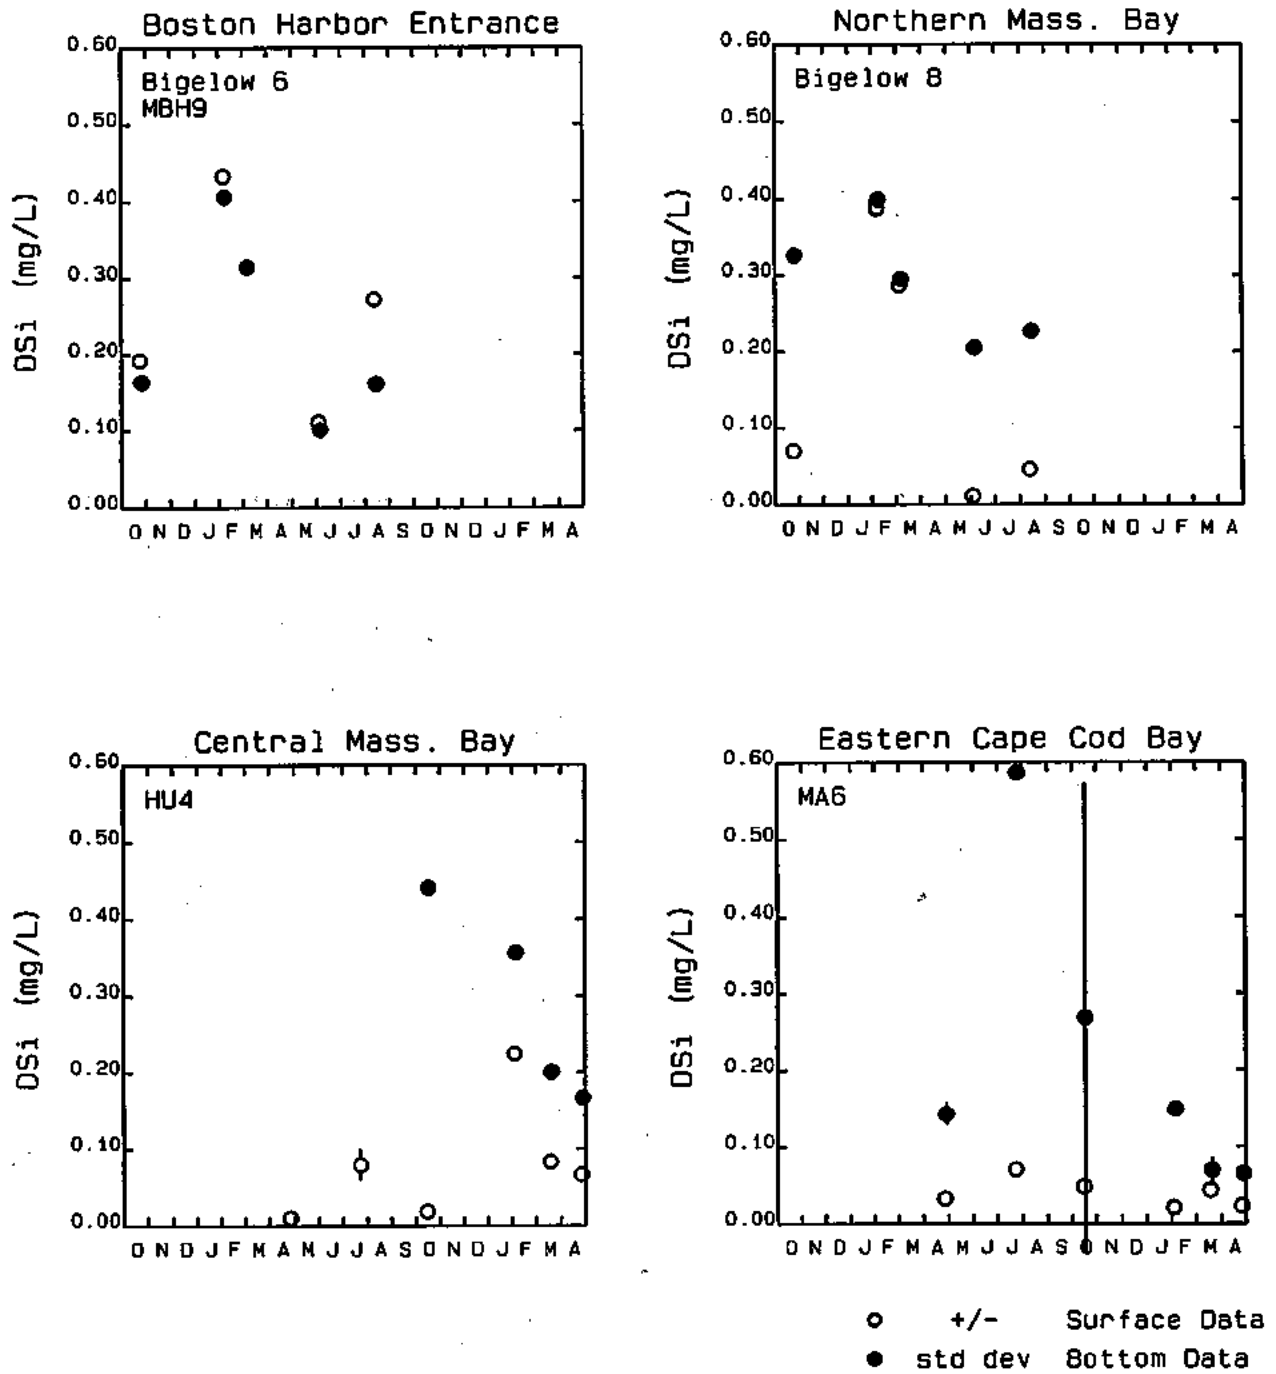 Boston Harbor Entrance
Bigelow 6
MBH9
DSi (mg/L)
0.60
0.50
0.40
0.30
0.20
0.10
0.00
O N D J F M A M J J A S O N D J F M A
Northern Mass. Bay
Bigelow 8
DSi (mg/L)
0.60
0.50
0.40
0.30
0.20
0.10
0.00
O N D J F M A M J J A S O N D J F M A
Central Mass. Bay
HU4
DSi (mg/L)
0.60
0.50
0.40
0.30
0.20
0.10
0.00
O N D J F M A M J J A S O N D J F M A
Eastern Cape Cod Bay
MA6
DSi (mg/L)
0.60
0.50
0.40
0.30
0.20
0.10
0.00
O N D J F M A M J J A S O N D J F M A
+/- Surface Data
std dev Bottom Data